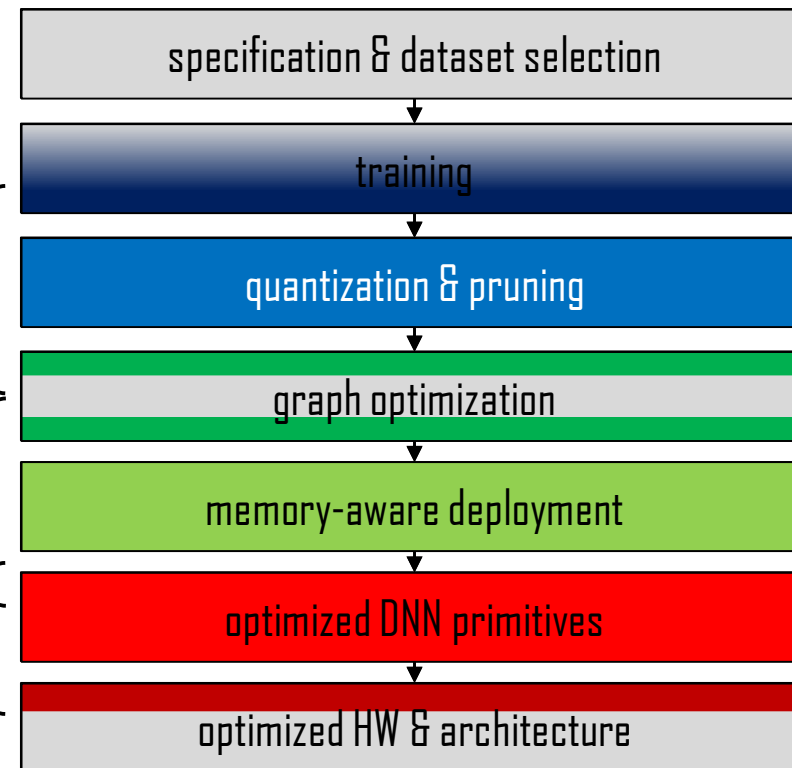 specification & dataset selection
training
quantization & pruning
graph optimization
memory-aware deployment
optimized DNN primitives
optimized HW & architecture